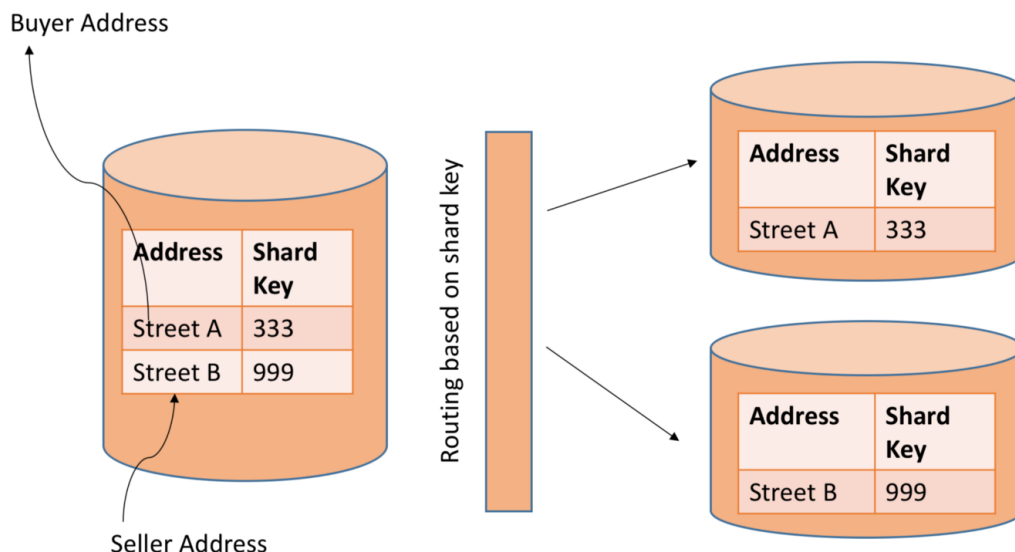 Buyer Address
Address Shard Key
Street A 333
Street B 999
Seller Address
Routing based on shard key
Address Shard Key
Street A 333
Address Shard Key
Street B 999